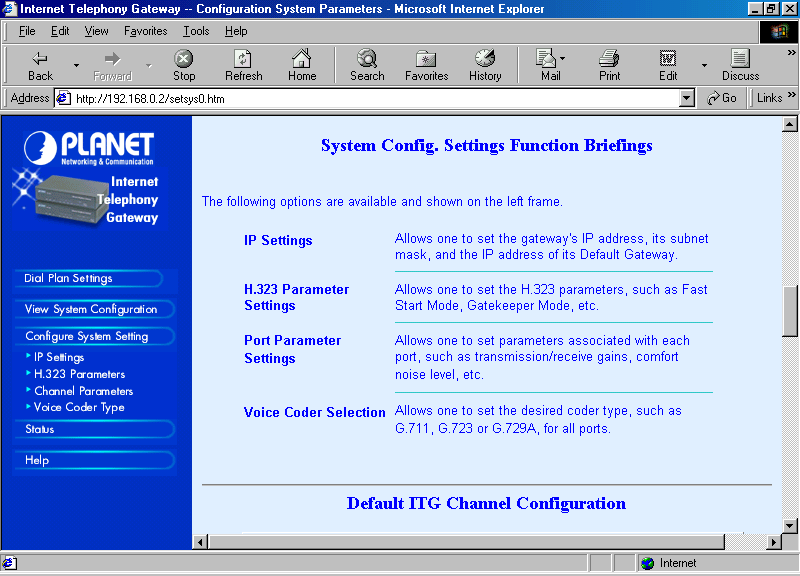 Internet Telephony Gateway -- Configuration System Parameters - Microsoft Internet Explorer
File Edit View Favorites Tools Help
Back Forward Stop Refresh Home Search Favorites History Mail Print Edit Discuss »
Address http://192.168.0.2/setsys0.htm Go Links »
PLANET
Networking & Communication
Internet
Telephony
Gateway
Dial Plan Settings
View System Configuration
Configure System Setting
IP Settings
H.323 Parameters
Channel Parameters
Voice Coder Type
Status
Help
System Config. Settings Function Briefings
The following options are available and shown on the left frame.
IP Settings
Allows one to set the gateway's IP address, its subnet
mask, and the IP address of its Default Gateway.
H.323 Parameter
Settings
Allows one to set the H.323 parameters, such as Fast
Start Mode, Gatekeeper Mode, etc.
Port Parameter
Settings
Allows one to set parameters associated with each
port, such as transmission/receive gains, comfort
noise level, etc.
Voice Coder Selection
Allows one to set the desired coder type, such as
G.711, G.723 or G.729A, for all ports.
Default ITG Channel Configuration
Internet